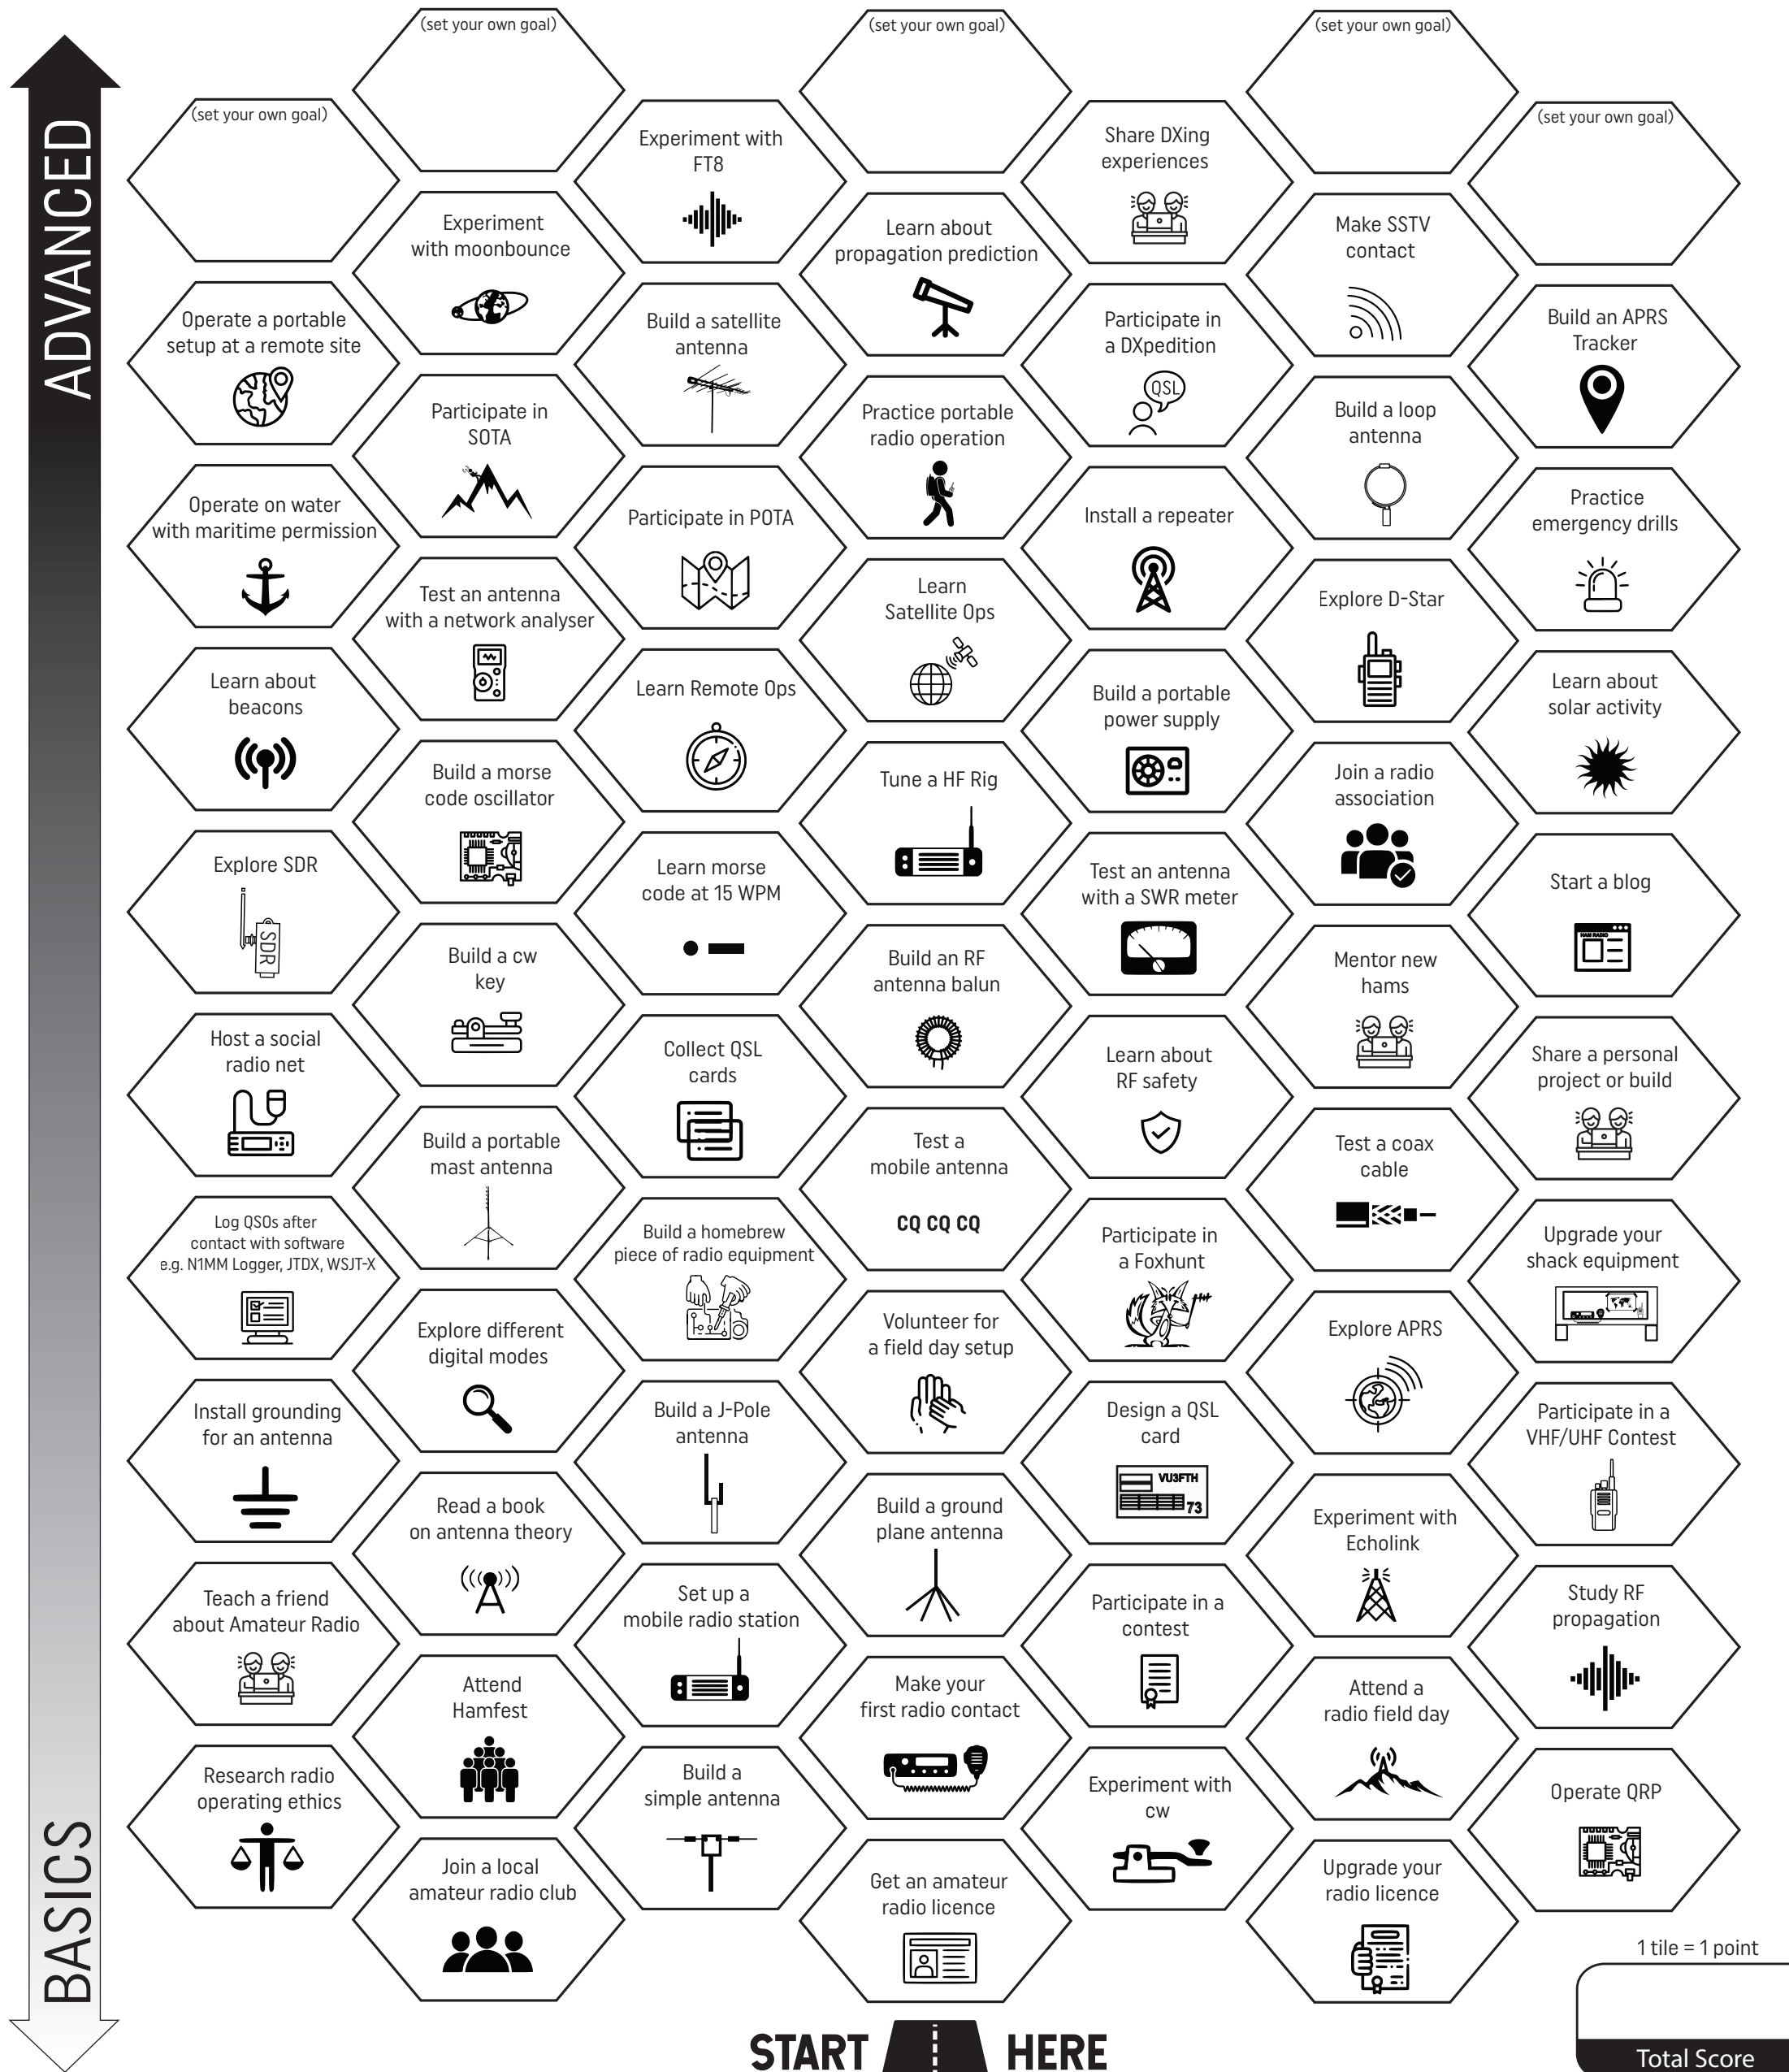 (set your own goal)
(set your own goal)
(set your own goal)
(set your own goal)
Experiment with
FT8
Share DXing
experiences
(set your own goal)
ADVANCED
Experiment
with moonbounce
Learn about
propagation prediction
Make SSTV
contact
Operate a portable
setup at a remote site
Build a satellite
antenna
Participate in
a DXpedition
QSL
Build an APRS
Tracker
Participate in
SOTA
Practice portable
radio operation
Build a loop
antenna
Operate on water
with maritime permission
Participate in POTA
Install a repeater
Practice
emergency drills
Test an antenna
with a network analyser
Learn
Satellite Ops
Explore D-Star
Learn about
beacons
Learn Remote Ops
Build a portable
power supply
Learn about
solar activity
Build a morse
code oscillator
Tune a HF Rig
Join a radio
association
Explore SDR
SDR
Learn morse
code at 15 WPM
Test an antenna
with a SWR meter
Start a blog
HAM RADIO
Build a cw
key
Build an RF
antenna balun
Mentor new
hams
Host a social
radio net
Collect QSL
cards
Learn about
RF safety
Share a personal
project or build
Build a portable
mast antenna
Test a
mobile antenna
CQ CQ CQ
Test a coax
cable
Log QSOs after
contact with software
e.g. N1MM Logger, JTDX, WSJT-X
Build a homebrew
piece of radio equipment
Participate in
a Foxhunt
Upgrade your
shack equipment
Explore different
digital modes
Volunteer for
a field day setup
Explore APRS
Install grounding
for an antenna
Build a J-Pole
antenna
Design a QSL
card
VU3FTH
73
Participate in a
VHF/UHF Contest
Read a book
on antenna theory
Build a ground
plane antenna
Experiment with
Echolink
Teach a friend
about Amateur Radio
Set up a
mobile radio station
Participate in a
contest
Study RF
propagation
Attend
Hamfest
Make your
first radio contact
Attend a
radio field day
Research radio
operating ethics
Build a
simple antenna
Experiment with
cw
Operate QRP
BASICS
Join a local
amateur radio club
Get an amateur
radio licence
Upgrade your
radio licence
1 tile = 1 point
START HERE
Total Score